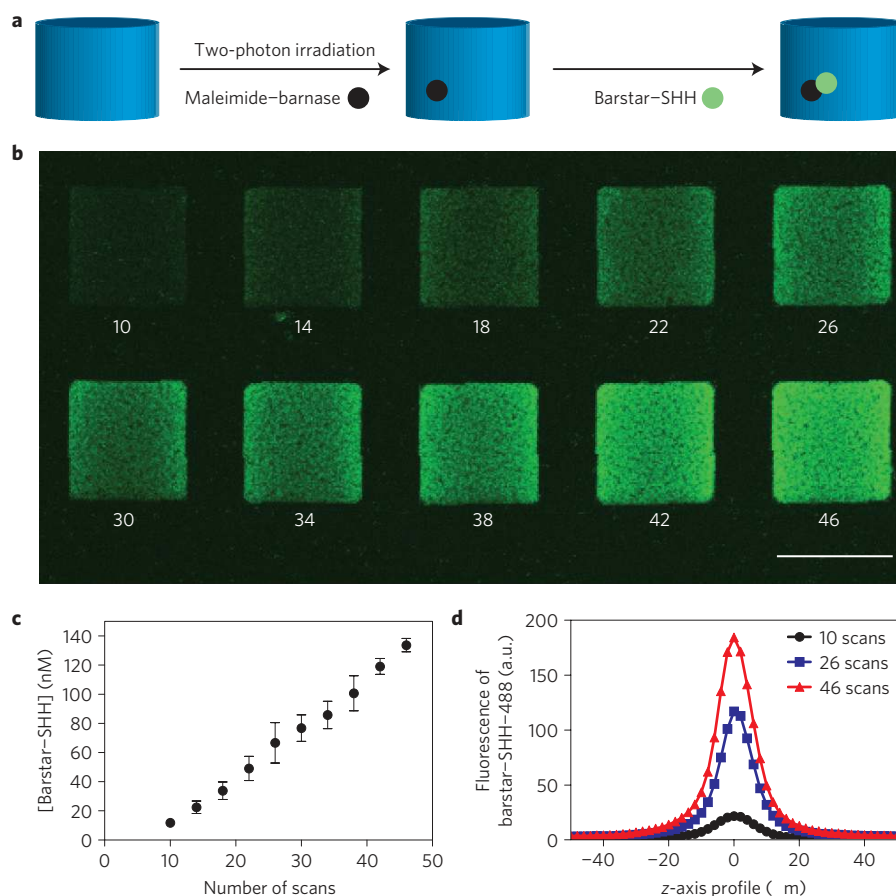 a
Two-photon irradiation
Maleimide–barnase
Barstar–SHH
b
10 14 18 22 26
30 34 38 42 46
c
[Barstar–SHH] (nM)
140
120
100
80
60
40
20
0
0 10 20 30 40 50
Number of scans
d
Fluorescence of
barstar–SHH–488 (a.u.)
200
150
100
50
0
−40 −20 0 20 40
z-axis profile ( m)
10 scans
26 scans
46 scans